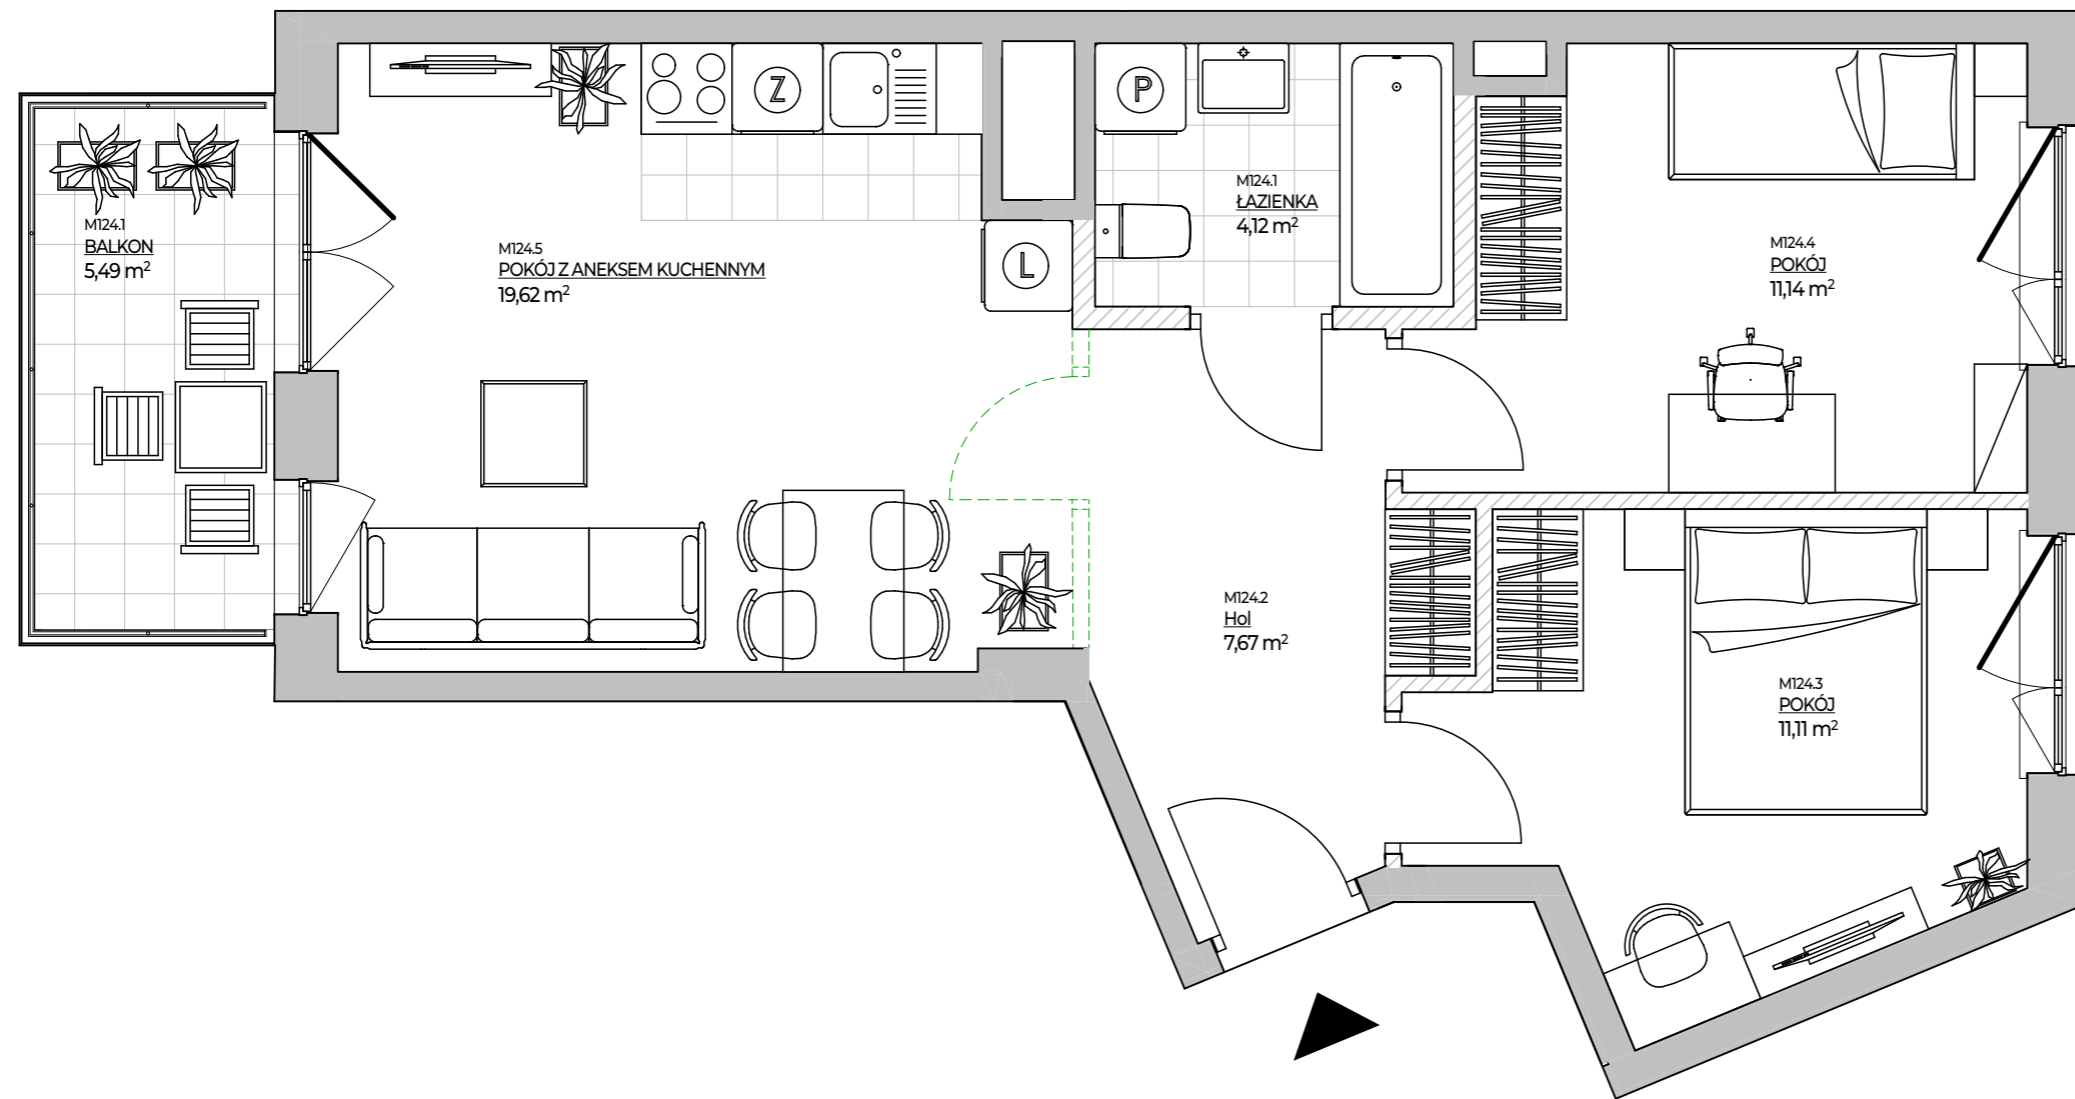 Z
P
L
M124.1
BALKON
5,49 m²
M124.5
POKÓJ Z ANEKSEM KUCHENNYM
19,62 m²
M124.1
ŁAZIENKA
4,12 m²
M124.4
POKÓJ
11,14 m²
M124.2
Hol
7,67 m²
M124.3
POKÓJ
11,11 m²